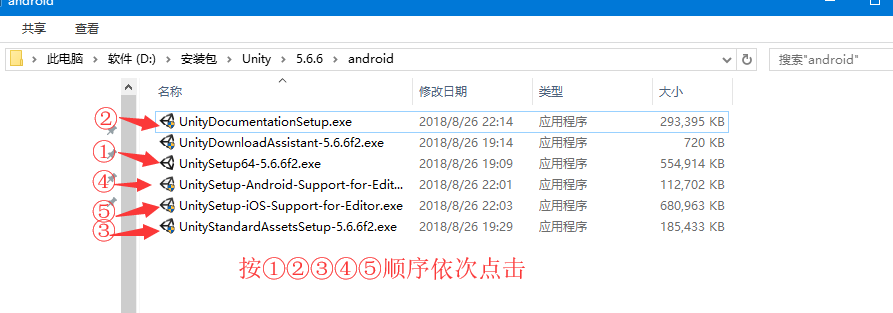 android
共享 查看
此电脑 > 软件 (D:) > 安装包 > Unity > 5.6.6 > android 搜索"android"
名称 修改日期 类型 大小
② UnityDocumentationSetup.exe 2018/8/26 22:14 应用程序 293,395 KB
UnityDownloadAssistant-5.6.6f2.exe 2018/8/26 19:14 应用程序 720 KB
① UnitySetup64-5.6.6f2.exe 2018/8/26 19:09 应用程序 554,914 KB
④ UnitySetup-Android-Support-for-Edit... 2018/8/26 22:01 应用程序 112,702 KB
⑤ UnitySetup-iOS-Support-for-Editor.exe 2018/8/26 22:03 应用程序 680,963 KB
③ UnityStandardAssetsSetup-5.6.6f2.exe 2018/8/26 19:29 应用程序 185,433 KB
按①②③④⑤顺序依次点击